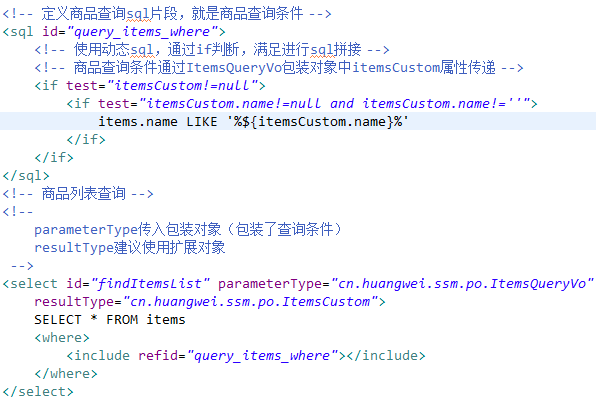 <!-- 定义商品查询sql片段，就是商品查询条件 -->
<sql id="query_items_where">
    <!-- 使用动态sql，通过if判断，满足进行sql拼接 -->
    <!-- 商品查询条件通过ItemsQueryVo包装对象中itemsCustom属性传递 -->
    <if test="itemsCustom!=null">
        <if test="itemsCustom.name!=null and itemsCustom.name!=''">
            items.name LIKE '%${itemsCustom.name}%'
        </if>
    </if>
</sql>
<!-- 商品列表查询 -->
<!--
    parameterType传入包装对象（包装了查询条件）
    resultType建议使用扩展对象
 -->
<select id="findItemsList" parameterType="cn.huangwei.ssm.po.ItemsQueryVo"
    resultType="cn.huangwei.ssm.po.ItemsCustom">
    SELECT * FROM items
    <where>
        <include refid="query_items_where"></include>
    </where>
</select>